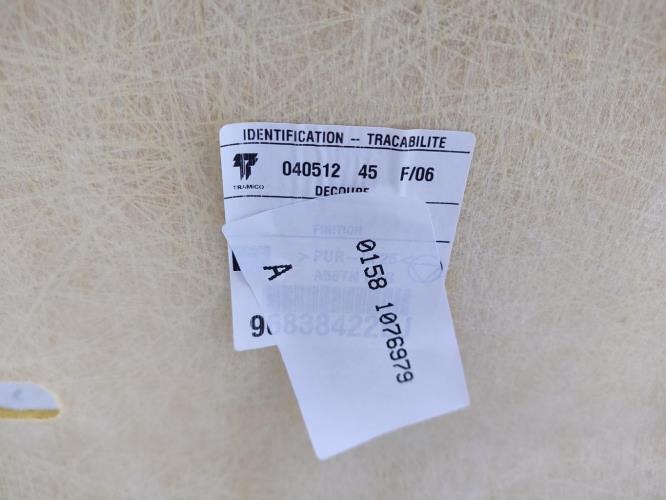 IDENTIFICATION -- TRACABILITE
TRAMICO
040512 45 F/06
DECOUPE
FINITION
A
0158 1076979